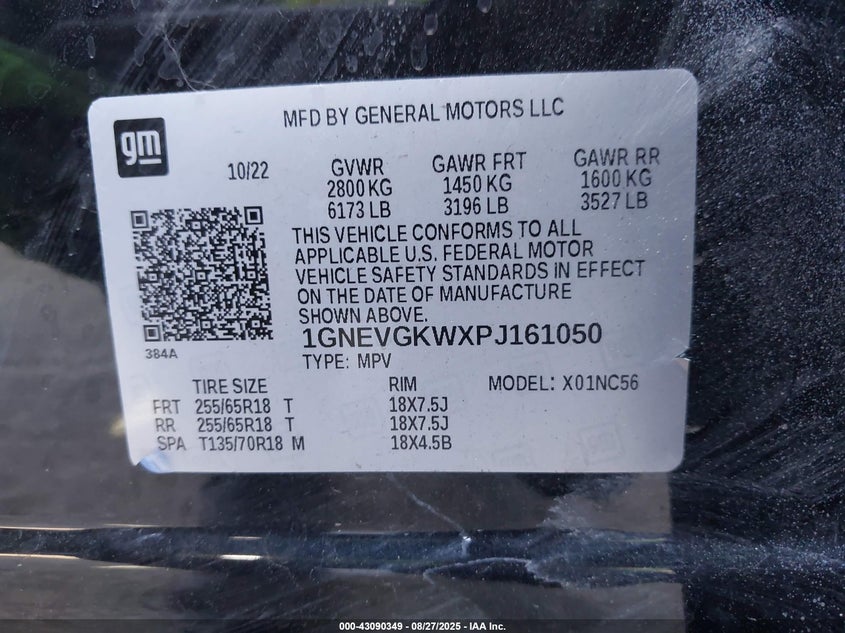 MFD BY GENERAL MOTORS LLC
gm
10/22 GVWR GAWR FRT GAWR RR
2800 KG 1450 KG 1600 KG
6173 LB 3196 LB 3527 LB
THIS VEHICLE CONFORMS TO ALL
APPLICABLE U.S. FEDERAL MOTOR
VEHICLE SAFETY STANDARDS IN EFFECT
ON THE DATE OF MANUFACTURE
SHOWN ABOVE.
1GNEVGKWXPJ161050
384A
TYPE: MPV
TIRE SIZE RIM MODEL: X01NC56
FRT 255/65R18 T 18X7.5J
RR 255/65R18 T 18X7.5J
SPA T135/70R18 M 18X4.5B
000-43090349 - 08/27/2025 - IAA Inc.